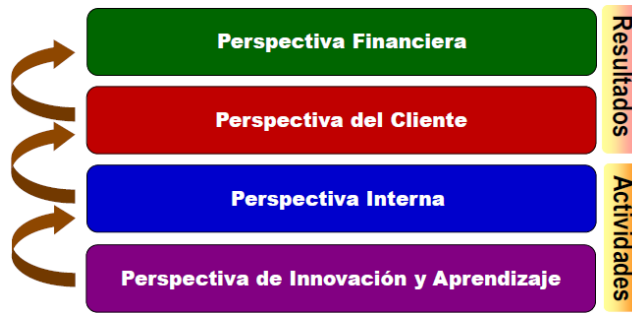 Perspectiva Financiera
Perspectiva del Cliente
Perspectiva Interna
Perspectiva de Innovación y Aprendizaje
Resultados
Actividades